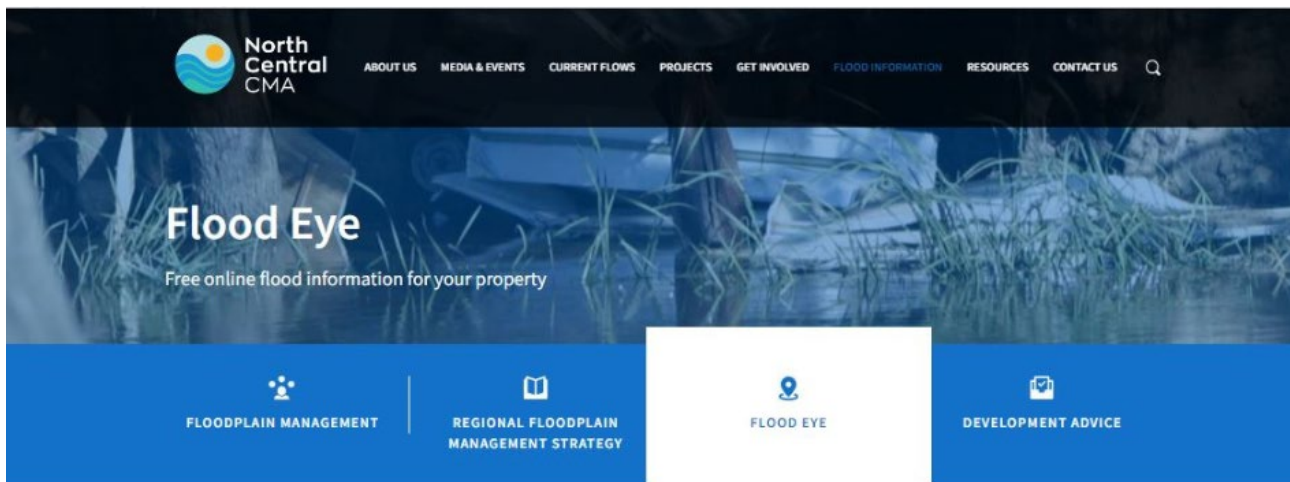 North
Central
CMA
ABOUT US MEDIA & EVENTS CURRENT FLOWS PROJECTS GET INVOLVED FLOOD INFORMATION RESOURCES CONTACT US
Flood Eye
Free online flood information for your property
FLOODPLAIN MANAGEMENT
REGIONAL FLOODPLAIN
MANAGEMENT STRATEGY
FLOOD EYE
DEVELOPMENT ADVICE